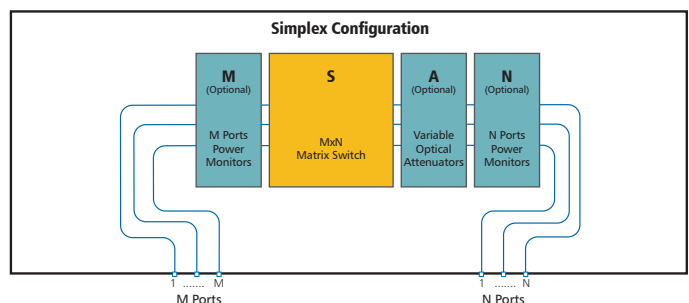 Simplex Configuration
M
(Optional)
M Ports
Power
Monitors
S
MxN
Matrix Switch
A
(Optional)
Variable
Optical
Attenuators
N
(Optional)
N Ports
Power
Monitors
1 ....... M
M Ports
1 ....... N
N Ports